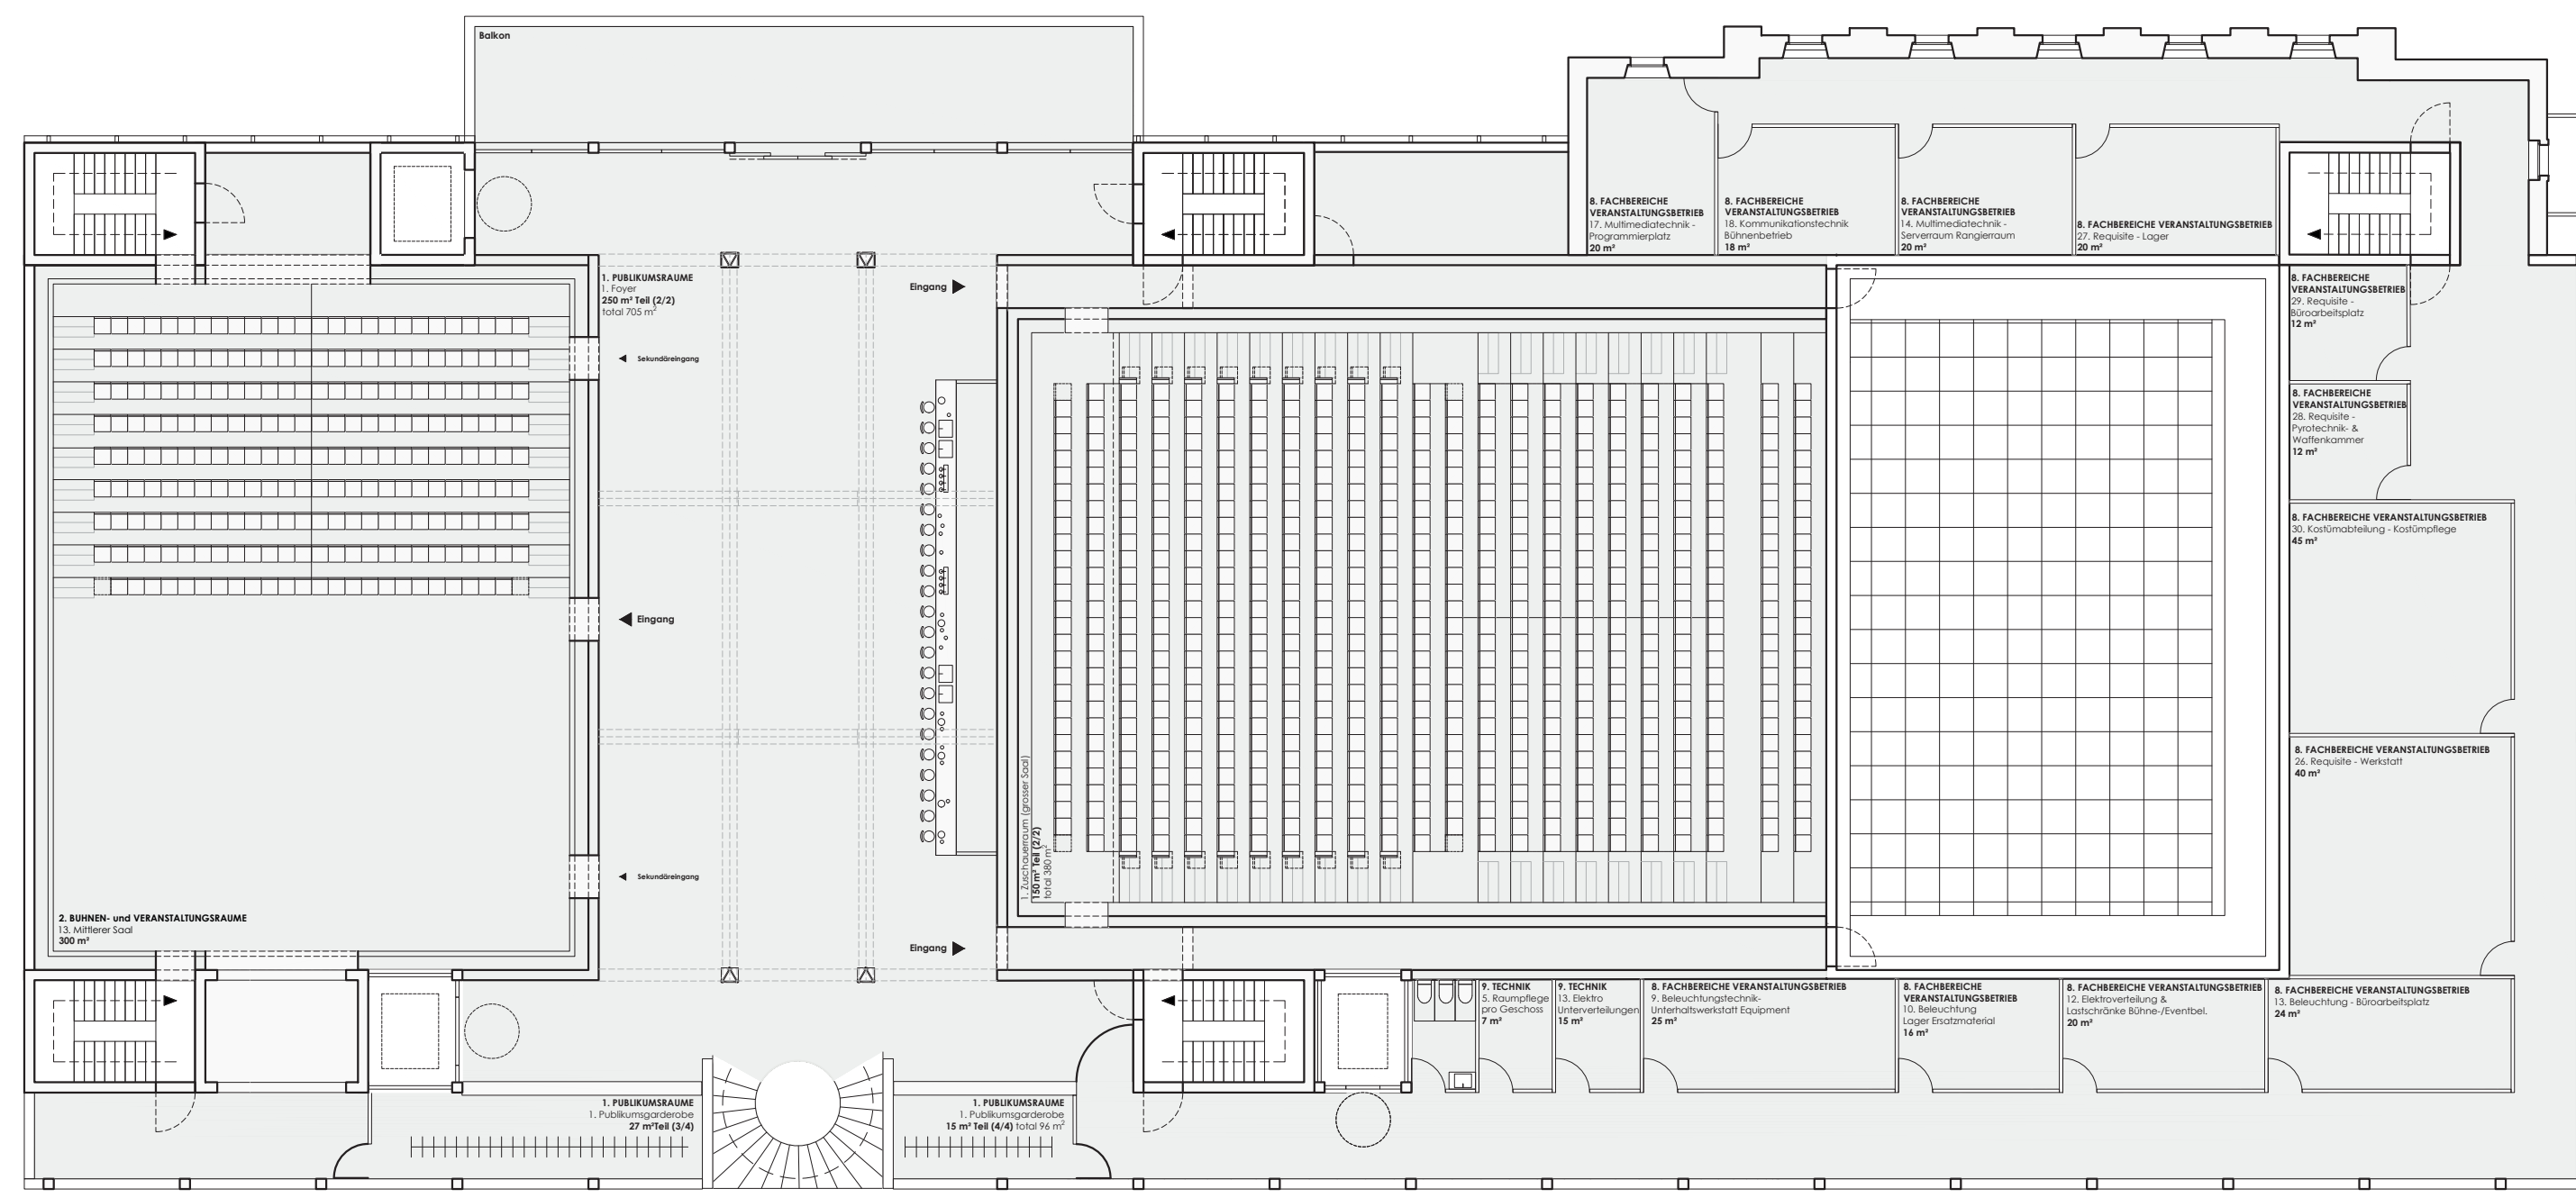 Balkon
8. FACHBEREICHE
VERANSTALTUNGSBETRIEB
17. Multimediatechnik -
Programmierplatz
20 m²
8. FACHBEREICHE
VERANSTALTUNGSBETRIEB
18. Kommunikationstechnik
Bühnenbetrieb
18 m²
8. FACHBEREICHE
VERANSTALTUNGSBETRIEB
14. Multimediatechnik -
Serverraum Rangierraum
20 m²
8. FACHBEREICHE VERANSTALTUNGSBETRIEB
27. Requisite - Lager
20 m²
1. PUBLIKUMSRAUME
1. Foyer
250 m² Teil (2/2)
total 705 m²
Eingang
8. FACHBEREICHE
VERANSTALTUNGSBETRIEB
29. Requisite -
Büroarbeitsplatz
12 m²
Sekundäreingang
8. FACHBEREICHE
VERANSTALTUNGSBETRIEB
28. Requisite -
Pyrotechnik- &
Waffenkammer
12 m²
8. FACHBEREICHE VERANSTALTUNGSBETRIEB
30. Kostümabteilung - Kostümpflege
45 m²
Eingang
8. FACHBEREICHE VERANSTALTUNGSBETRIEB
26. Requisite - Werkstatt
40 m²
1. Zuschauerraum (grosser Saal)
150 m² Teil (2/2)
total 380 m²
Sekundäreingang
2. BUHNEN- und VERANSTALTUNGSRAUME
13. Mittlerer Saal
300 m²
Eingang
9. TECHNIK
5. Raumpflege
pro Geschoss
7 m²
9. TECHNIK
13. Elektro
Unterverteilungen
15 m²
8. FACHBEREICHE VERANSTALTUNGSBETRIEB
9. Beleuchtungstechnik-
Unterhaltswerkstatt Equipment
25 m²
8. FACHBEREICHE
VERANSTALTUNGSBETRIEB
10. Beleuchtung
Lager Ersatzmaterial
16 m²
8. FACHBEREICHE VERANSTALTUNGSBETRIEB
12. Elektroverteilung &
Lastschränke Bühne-/Eventbel.
20 m²
8. FACHBEREICHE VERANSTALTUNGSBETRIEB
13. Beleuchtung - Büroarbeitsplatz
24 m²
1. PUBLIKUMSRAUME
1. Publikumsgarderobe
27 m²Teil (3/4)
1. PUBLIKUMSRAUME
1. Publikumsgarderobe
15 m² Teil (4/4) total 96 m²